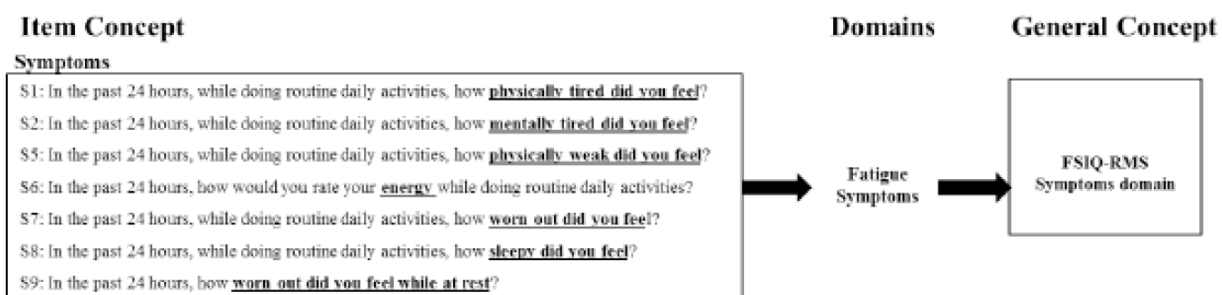 Item Concept
Domains
General Concept
Symptoms
S1: In the past 24 hours, while doing routine daily activities, how physically tired did you feel?
S2: In the past 24 hours, while doing routine daily activities, how mentally tired did you feel?
S5: In the past 24 hours, while doing routine daily activities, how physically weak did you feel?
S6: In the past 24 hours, how would you rate your energy while doing routine daily activities?
S7: In the past 24 hours, while doing routine daily activities, how worn out did you feel?
S8: In the past 24 hours, while doing routine daily activities, how sleepy did you feel?
S9: In the past 24 hours, how worn out did you feel while at rest?
Fatigue
Symptoms
FSIQ-RMS
Symptoms domain